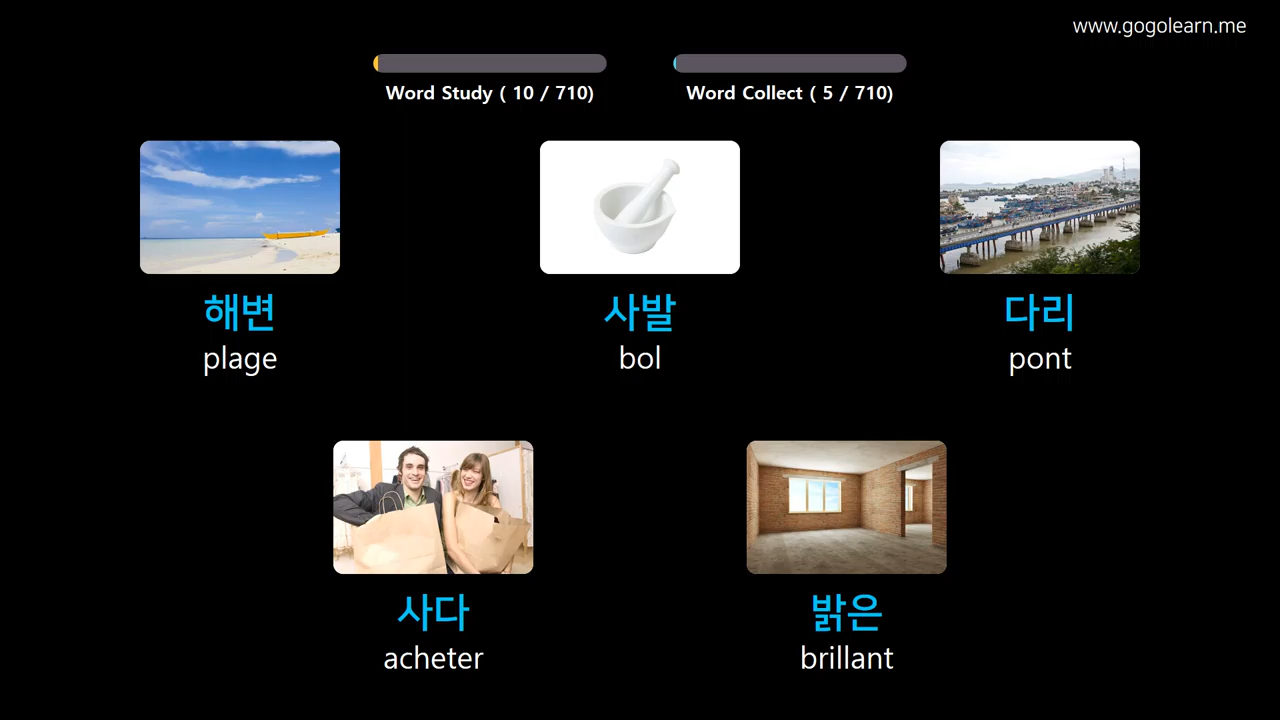 www.gogolearn.me
Word Study ( 10 / 710)
Word Collect ( 5 / 710)
해변
plage
사발
bol
다리
pont
사다
acheter
밝은
brillant